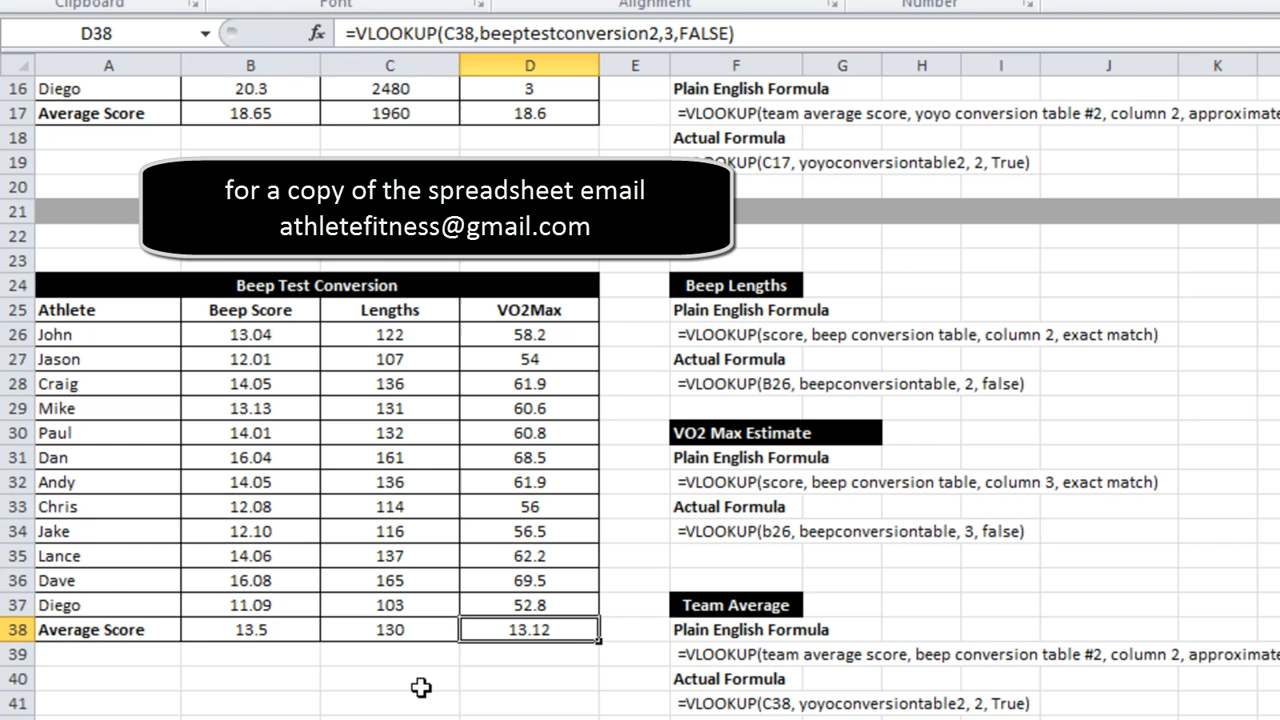 Clipboard Font Alignment Number
D38 fx =VLOOKUP(C38,beeptestconversion2,3,FALSE)
A B C D E F G H I J K
16 Diego 20.3 2480 3 Plain English Formula
17 Average Score 18.65 1960 18.6 =VLOOKUP(team average score, yoyo conversion table #2, column 2, approximate
18 Actual Formula
19 VLOOKUP(C17, yoyoconversiontable2, 2, True)
for a copy of the spreadsheet email
20
21
athletefitness@gmail.com
22
23
24 Beep Test Conversion Beep Lengths
25 Athlete Beep Score Lengths VO2Max Plain English Formula
26 John 13.04 122 58.2 =VLOOKUP(score, beep conversion table, column 2, exact match)
27 Jason 12.01 107 54 Actual Formula
28 Craig 14.05 136 61.9 =VLOOKUP(B26, beepconversiontable, 2, false)
29 Mike 13.13 131 60.6
30 Paul 14.01 132 60.8 VO2 Max Estimate
31 Dan 16.04 161 68.5 Plain English Formula
32 Andy 14.05 136 61.9 =VLOOKUP(score, beep conversion table, column 3, exact match)
33 Chris 12.08 114 56 Actual Formula
34 Jake 12.10 116 56.5 =VLOOKUP(b26, beepconversiontable, 3, false)
35 Lance 14.06 137 62.2
36 Dave 16.08 165 69.5
37 Diego 11.09 103 52.8 Team Average
38 Average Score 13.5 130 13.12 Plain English Formula
39 =VLOOKUP(team average score, beep conversion table #2, column 2, approximate
40 Actual Formula
41 =VLOOKUP(C38, yoyoconversiontable2, 2, True)